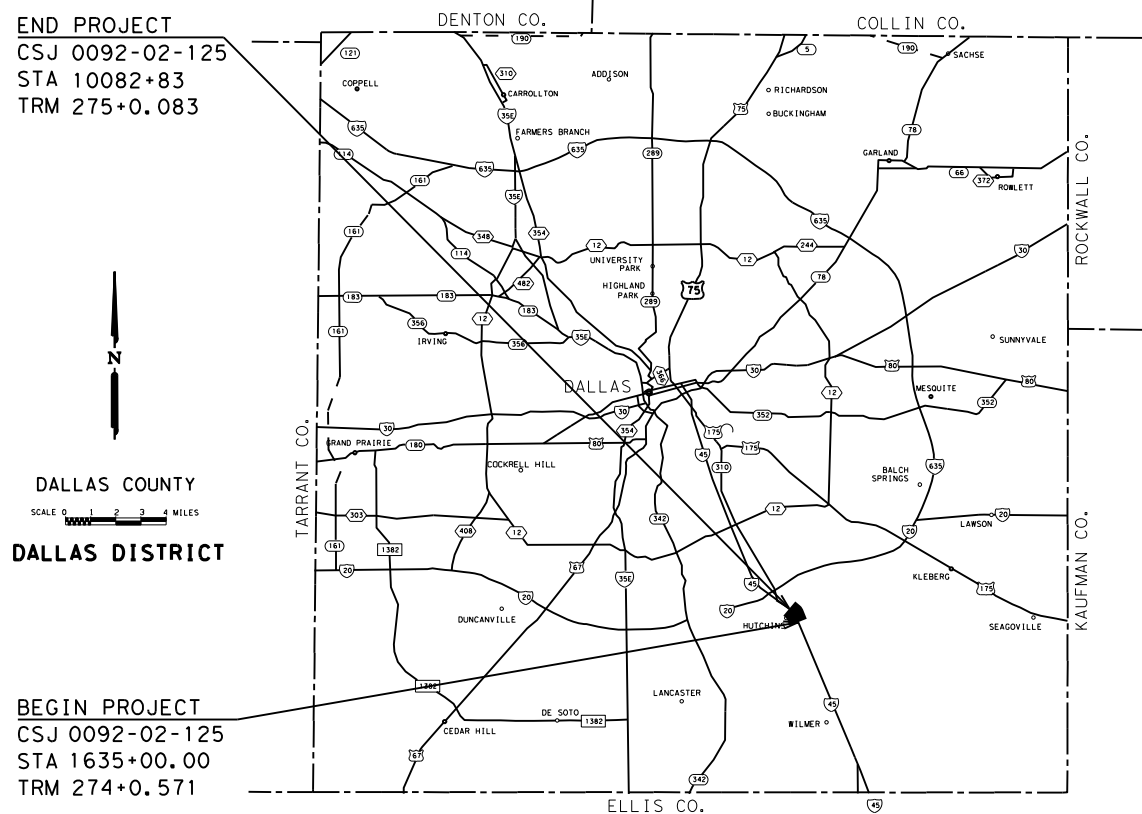 END PROJECT
CSJ 0092-02-125
STA 10082+83
TRM 275+0.083
DENTON CO.
COLLIN CO.
190
121
5
190
SACHSE
COPPELL
310
ADDISON
CARROLLTON
RICHARDSON
75
BUCKINGHAM
35E
635
FARMERS BRANCH
78
635
289
GARLAND
114
635
161
66
372
ROWLETT
35E
ROCKWALL CO.
161
348
354
635
12
244
30
114
UNIVERSITY
PARK
12
78
482
HIGHLAND
PARK
75
183
183
289
183
356
12
161
IRVING
356
35E
SUNNYVALE
N
366
30
80
80
DALLAS
MESQUITE
12
352
30
352
30
354
175
TARRANT CO.
GRAND PRAIRIE
180
80
175
45
310
COCKRELL HILL
635
BALCH
SPRINGS
DALLAS COUNTY
SCALE 0 1 2 3 4 MILES
DALLAS DISTRICT
303
342
12
20
LAWSON
408
12
20
161
1382
KAUFMAN CO.
20
67
35E
45
KLEBERG
175
20
20
DUNCANVILLE
HUTCHINS
SEAGOVILLE
1382
LANCASTER
45
BEGIN PROJECT
CSJ 0092-02-125
STA 1635+00.00
TRM 274+0.571
DE SOTO
1382
WILMER
CEDAR HILL
67
342
ELLIS CO.
45